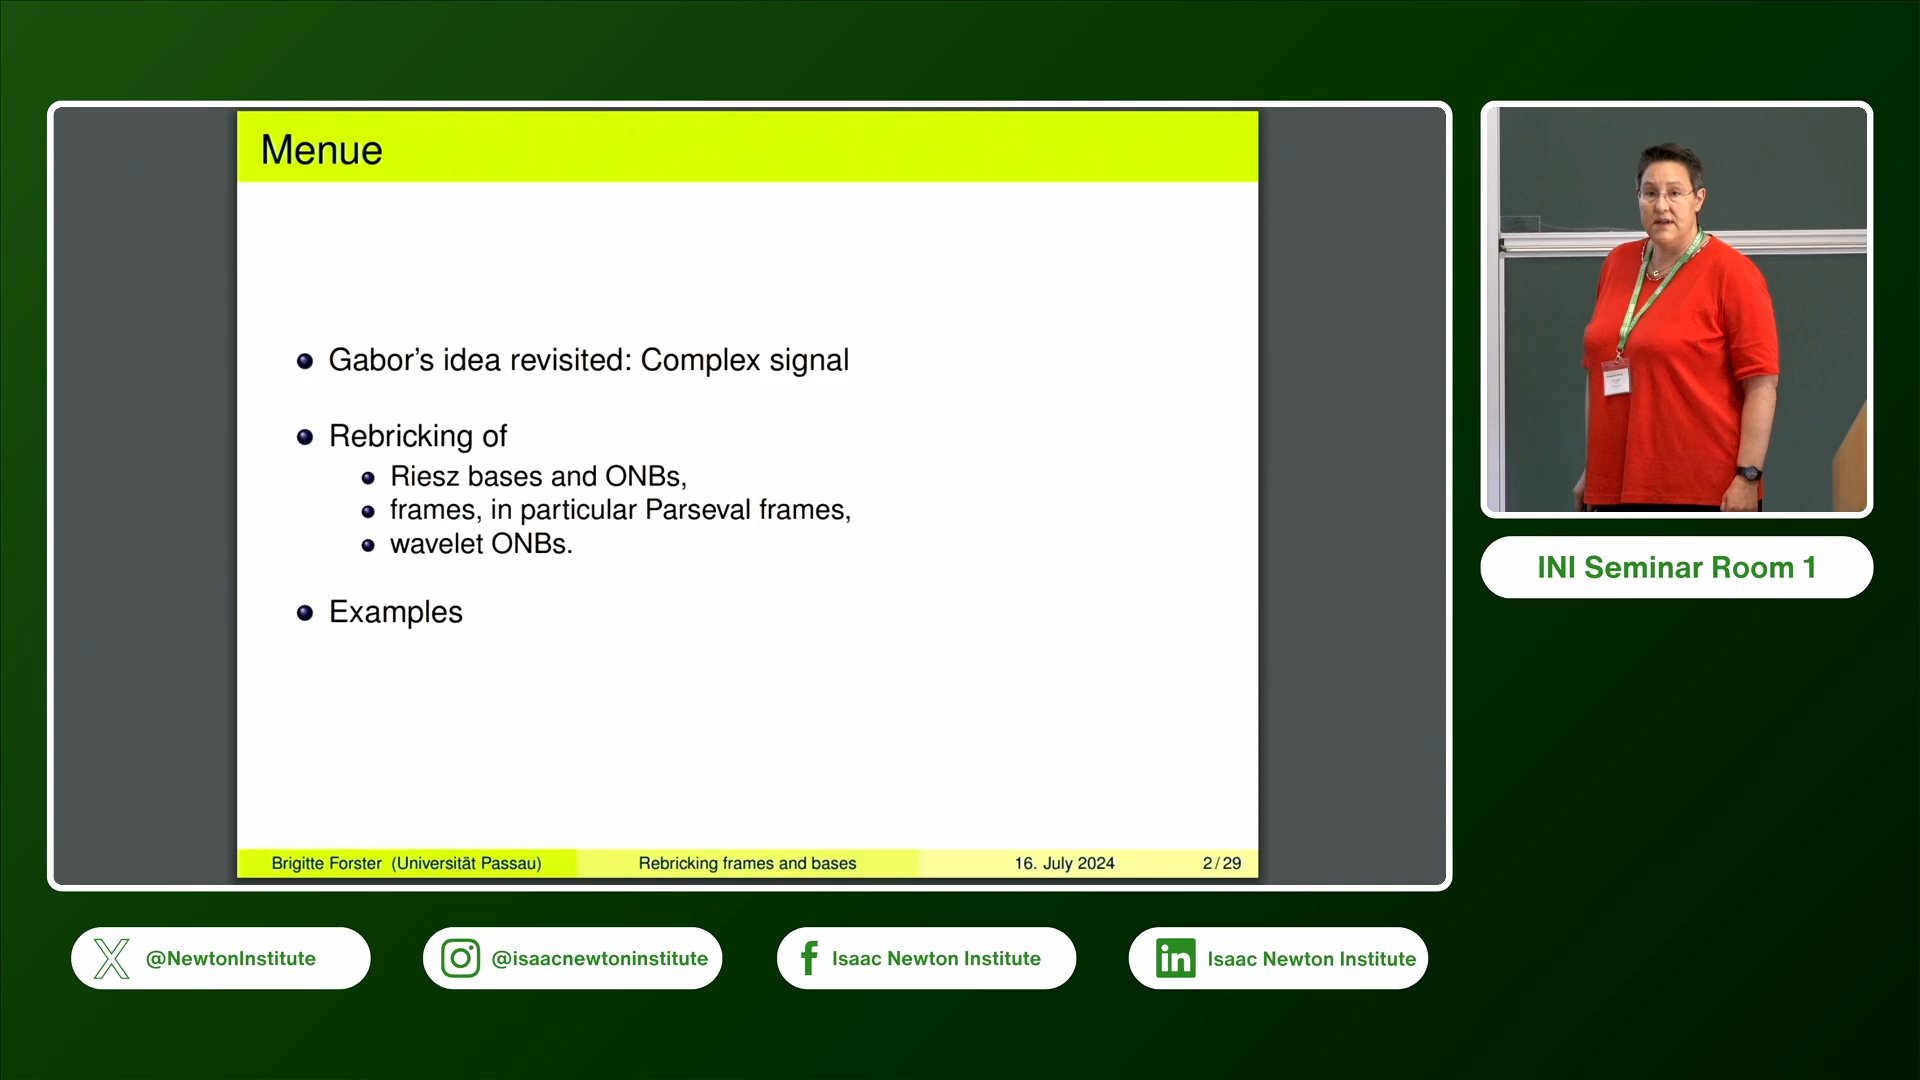 Menue
Gabor's idea revisited: Complex signal
Rebricking of
Riesz bases and ONBs,
frames, in particular Parseval frames,
wavelet ONBs.
Examples
Brigitte Forster (Universität Passau) Rebricking frames and bases 16. July 2024 2 / 29
INI Seminar Room 1
@NewtonInstitute
@isaacnewtoninstitute
Isaac Newton Institute
Isaac Newton Institute